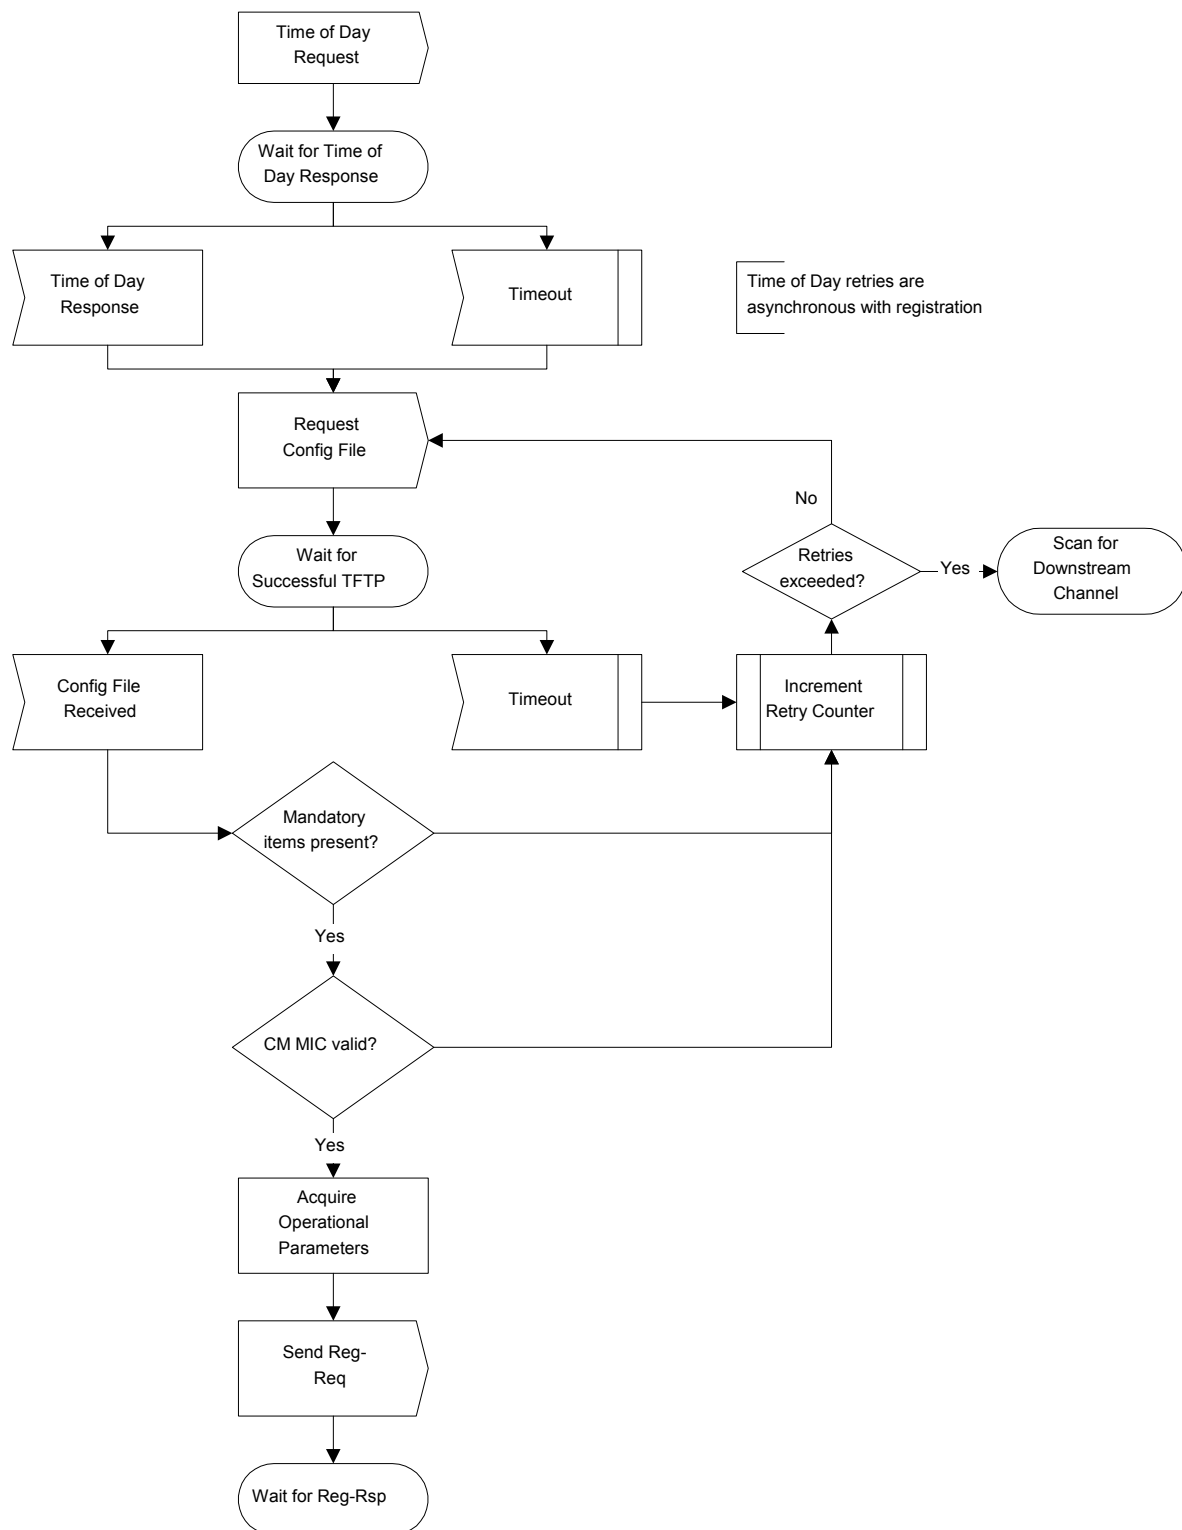 Time of Day
Request
Wait for Time of
Day Response
Time of Day
Response
Timeout
Time of Day retries are
asynchronous with registration
Request
Config File
No
Wait for
Successful TFTP
Retries
exceeded?
Yes
Scan for
Downstream
Channel
Config File
Received
Timeout
Increment
Retry Counter
Mandatory
items present?
Yes
CM MIC valid?
Yes
Acquire
Operational
Parameters
Send Reg-
Req
Wait for Reg-Rsp